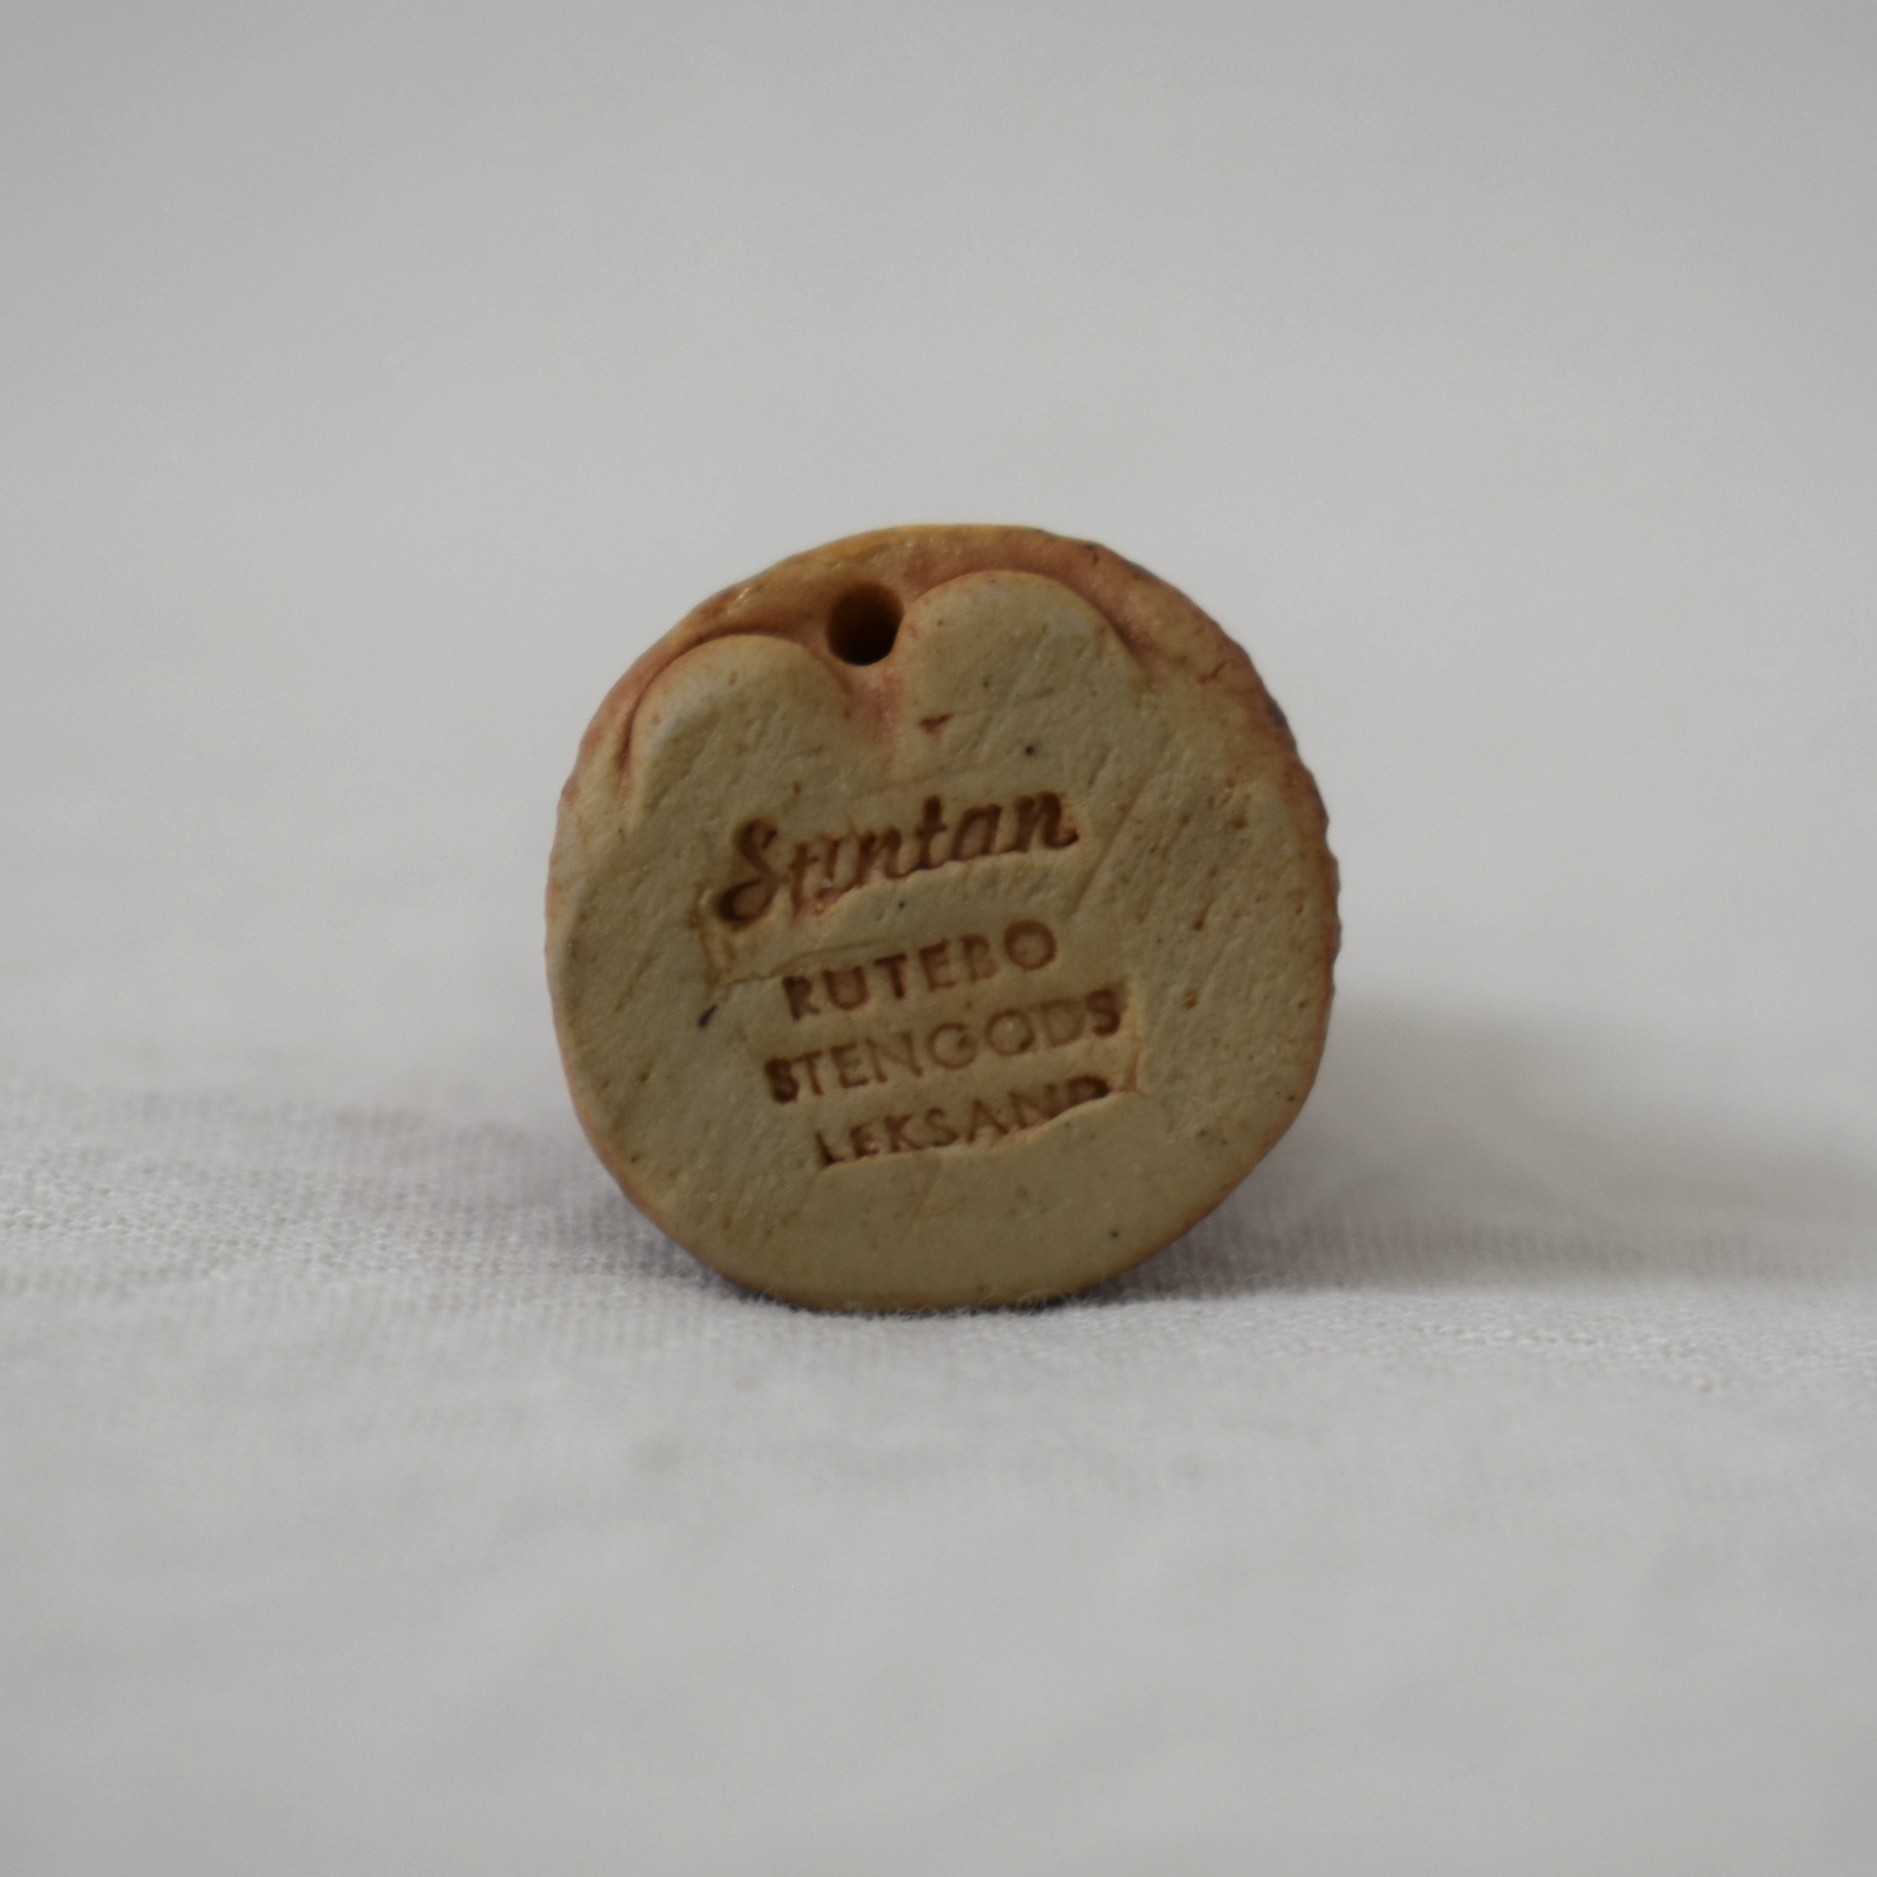 Stintan
RUTEBO
STENGODS
LEKSAND